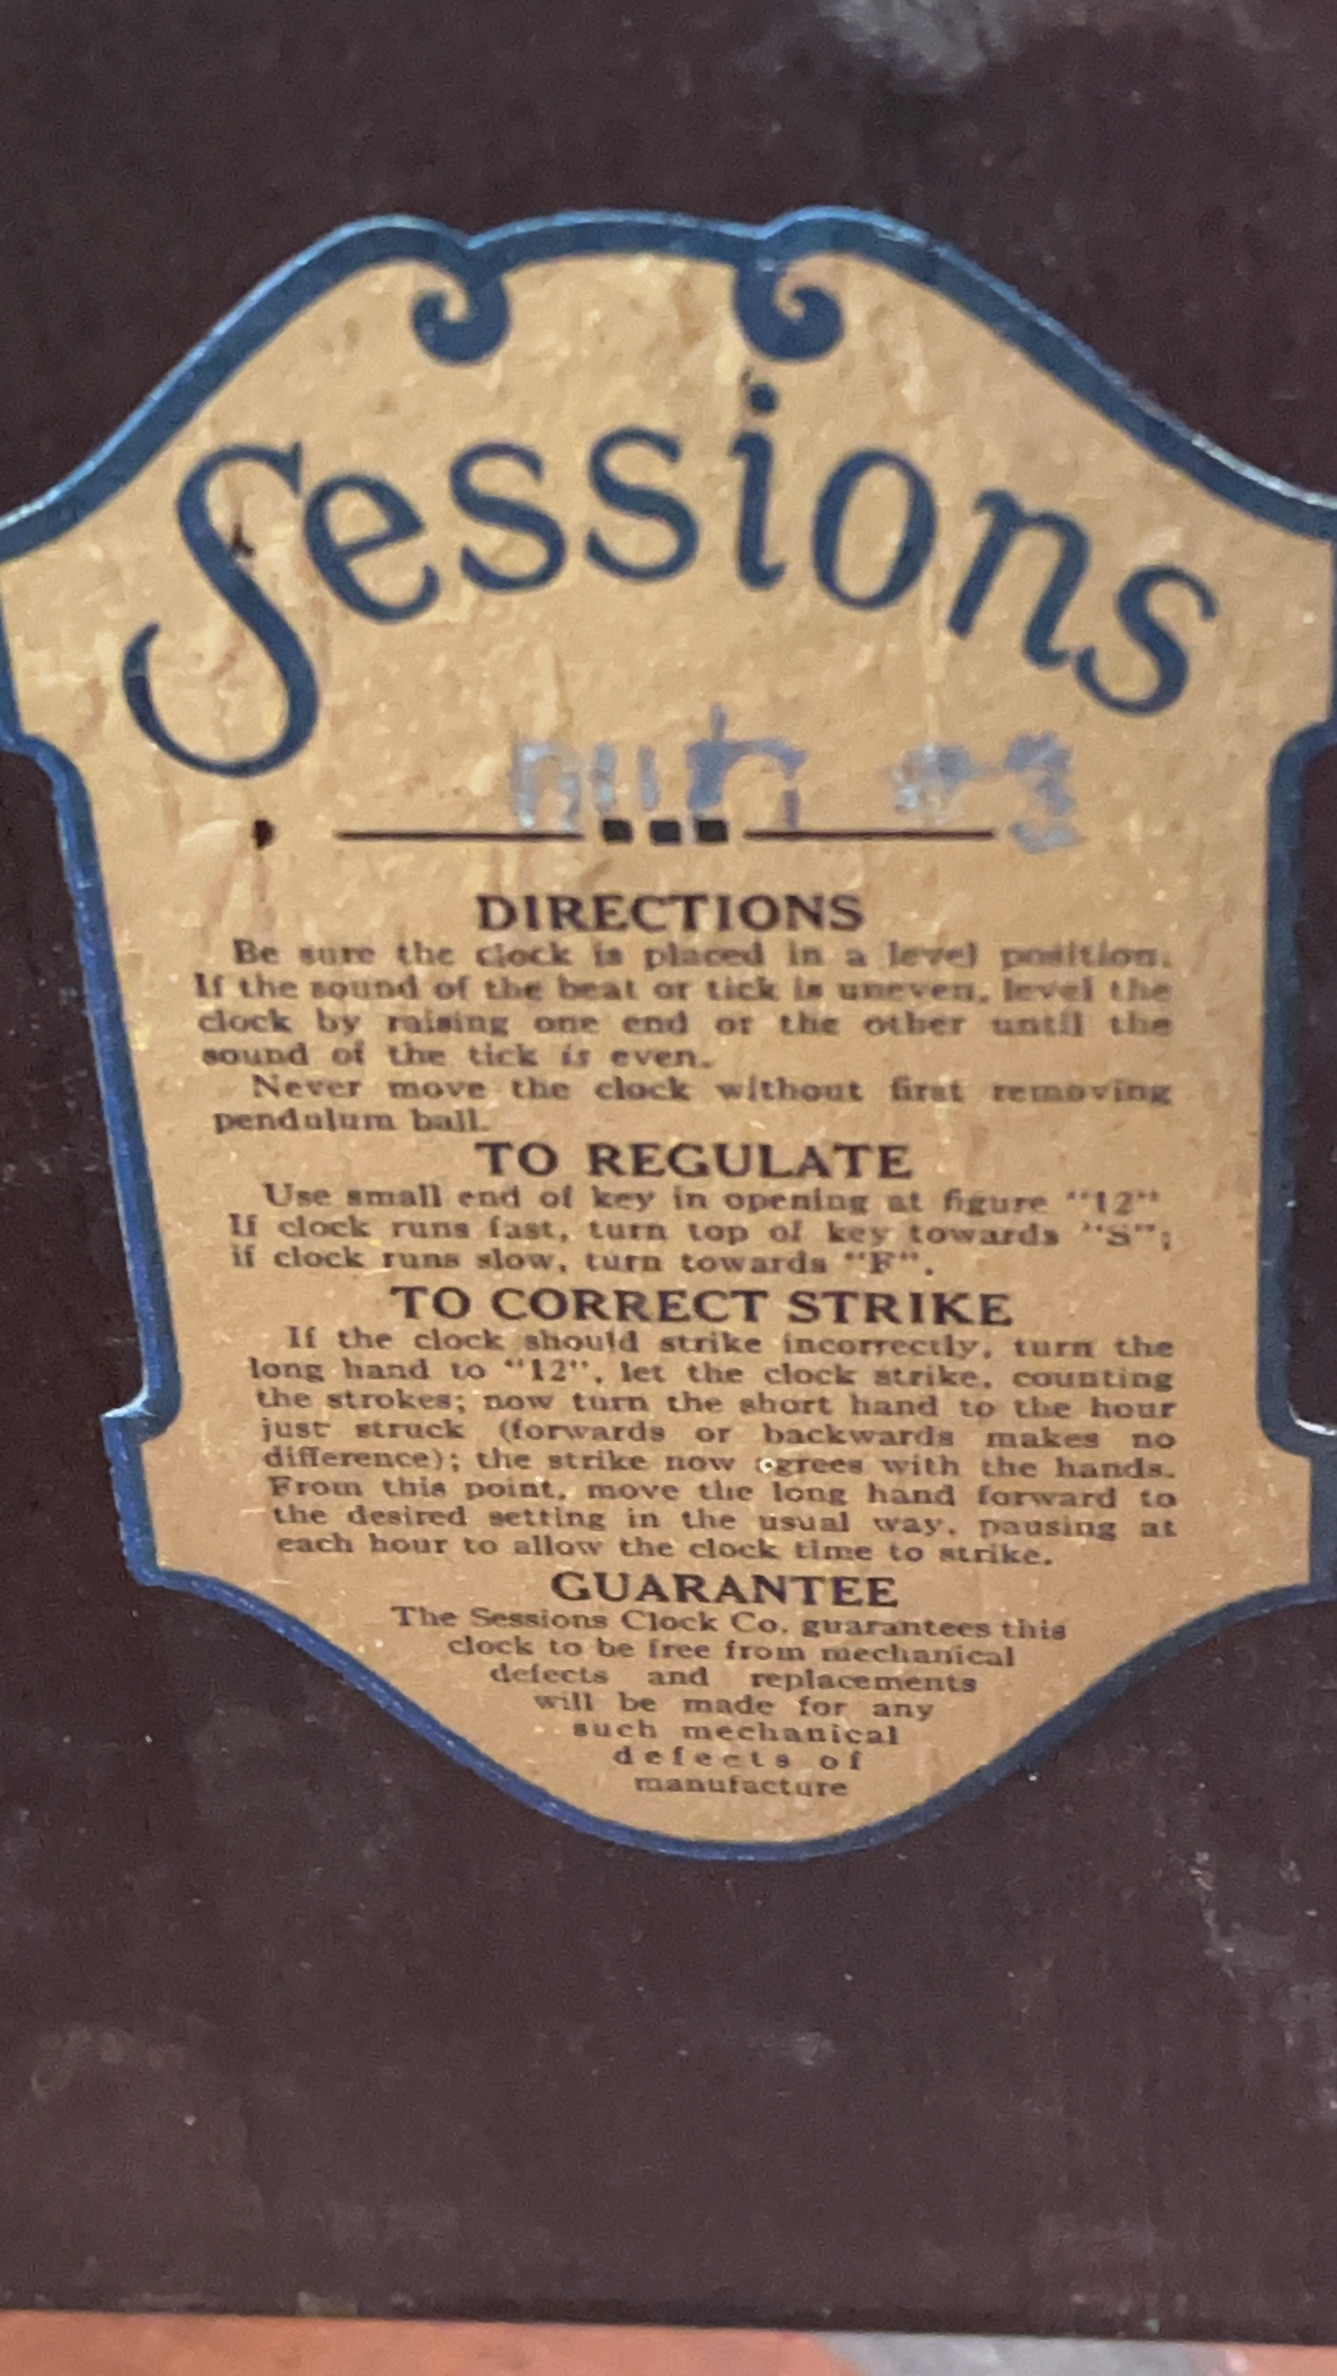 Sessions
DIRECTIONS
Be sure the clock is placed in a level position.
If the sound of the beat or tick is uneven, level the
clock by raising one end or the other until the
sound of the tick is even.
Never move the clock without first removing
pendulum ball.
TO REGULATE
Use small end of key in opening at figure "12"
If clock runs fast, turn top of key towards "S";
if clock runs slow, turn towards "F".
TO CORRECT STRIKE
If the clock should strike incorrectly, turn the
long hand to "12", let the clock strike, counting
the strokes; now turn the short hand to the hour
just struck (forwards or backwards makes no
difference); the strike now agrees with the hands.
From this point, move the long hand forward to
the desired setting in the usual way, pausing at
each hour to allow the clock time to strike.
GUARANTEE
The Sessions Clock Co. guarantees this
clock to be free from mechanical
defects and replacements
will be made for any
such mechanical
defects of
manufacture